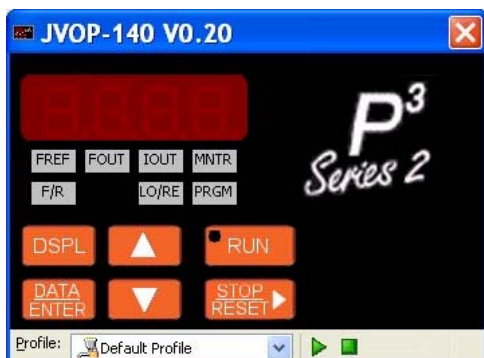 JVOP-140 V0.20
P3
Series 2
FREF FOUT IOUT MNTR
F/R LO/RE PRGM
DSPL RUN
DATA ENTER STOP RESET
Profile: Default Profile